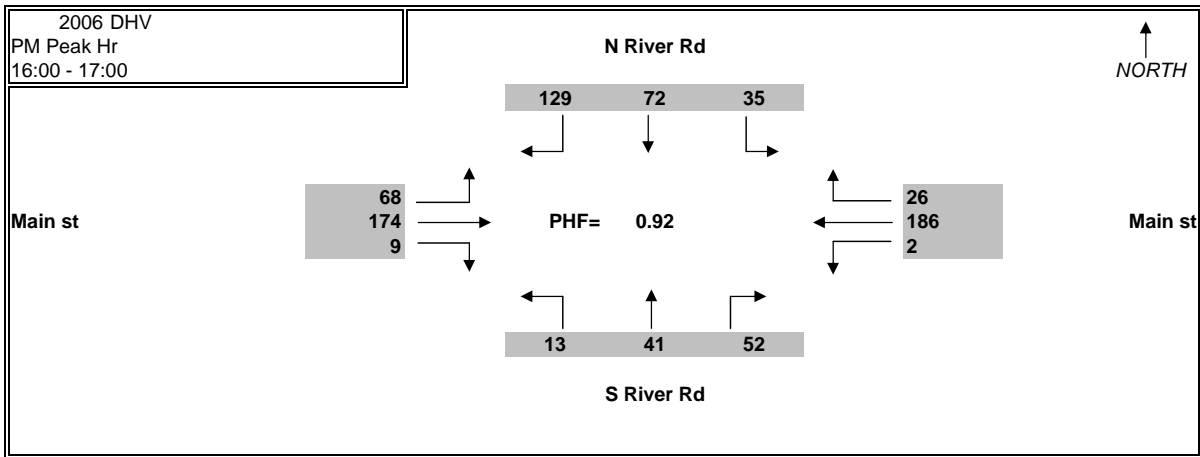 2006 DHV
PM Peak Hr
16:00 - 17:00
N River Rd
NORTH
129 72 35
68 26
Main st 174 PHF= 0.92 186 Main st
9 2
13 41 52
S River Rd